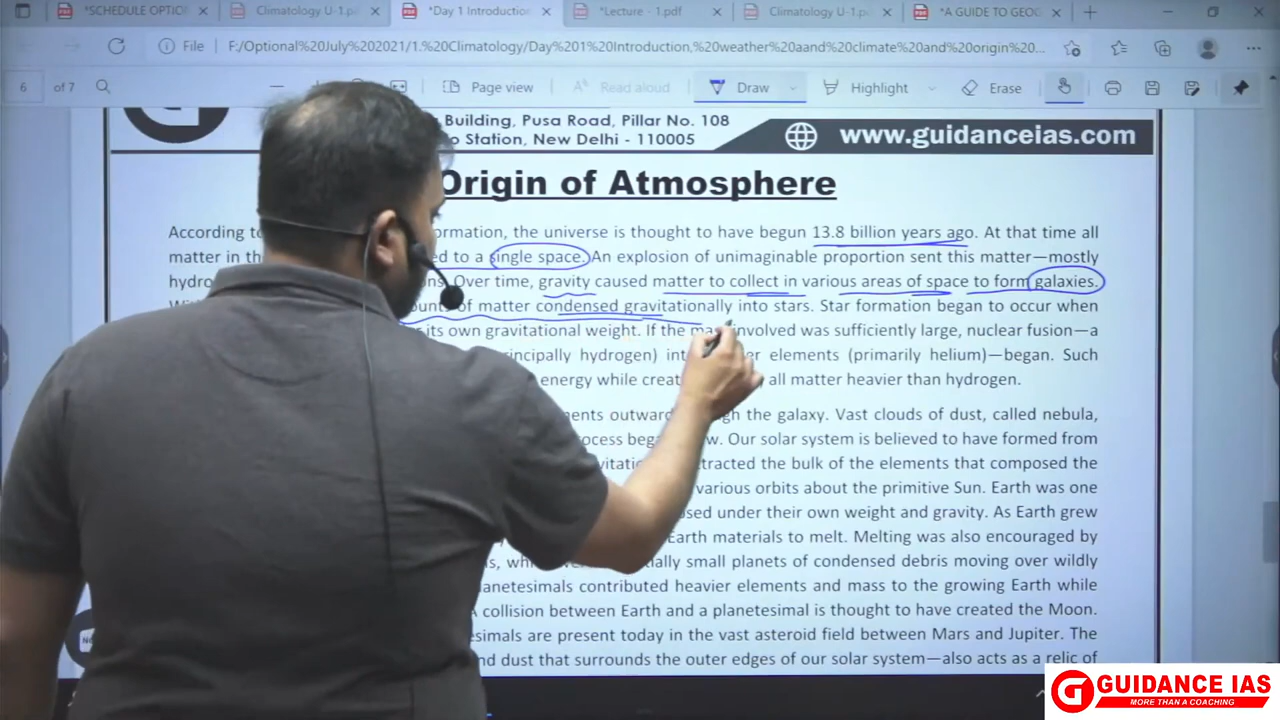 *SCHEDULE OPTIO
Climatology U-1.p
*Day 1 Introduction
*Lecture - 1.pdf
Climatology U-1.p
*A GUIDE TO GEOG
File
F:/Optional%20July%202021/1.%20Climatology/Day%201%20Introduction,%20weather%20aand%20climate%20and%20origin%20...
6 of 7
Page view
Read aloud
Draw
Highlight
Erase
Building, Pusa Road, Pillar No. 108
o Station, New Delhi - 110005
www.guidanceias.com
Origin of Atmosphere
According to ormation, the universe is thought to have begun 13.8 billion years ago. At that time all
matter in th ed to a single space. An explosion of unimaginable proportion sent this matter—mostly
hydro ons. Over time, gravity caused matter to collect in various areas of space to form galaxies.
ounts of matter condensed gravitationally into stars. Star formation began to occur when
its own gravitational weight. If the mas involved was sufficiently large, nuclear fusion—a
rincipally hydrogen) int er elements (primarily helium)—began. Such
energy while creat all matter heavier than hydrogen.
ments outwar gh the galaxy. Vast clouds of dust, called nebula,
rocess beg w. Our solar system is believed to have formed from
vitatio tracted the bulk of the elements that composed the
various orbits about the primitive Sun. Earth was one
sed under their own weight and gravity. As Earth grew
Earth materials to melt. Melting was also encouraged by
s, wh ially small planets of condensed debris moving over wildly
lanetesimals contributed heavier elements and mass to the growing Earth while
A collision between Earth and a planetesimal is thought to have created the Moon.
esimals are present today in the vast asteroid field between Mars and Jupiter. The
nd dust that surrounds the outer edges of our solar system—also acts as a relic of
GUIDANCE IAS
MORE THAN A COACHING